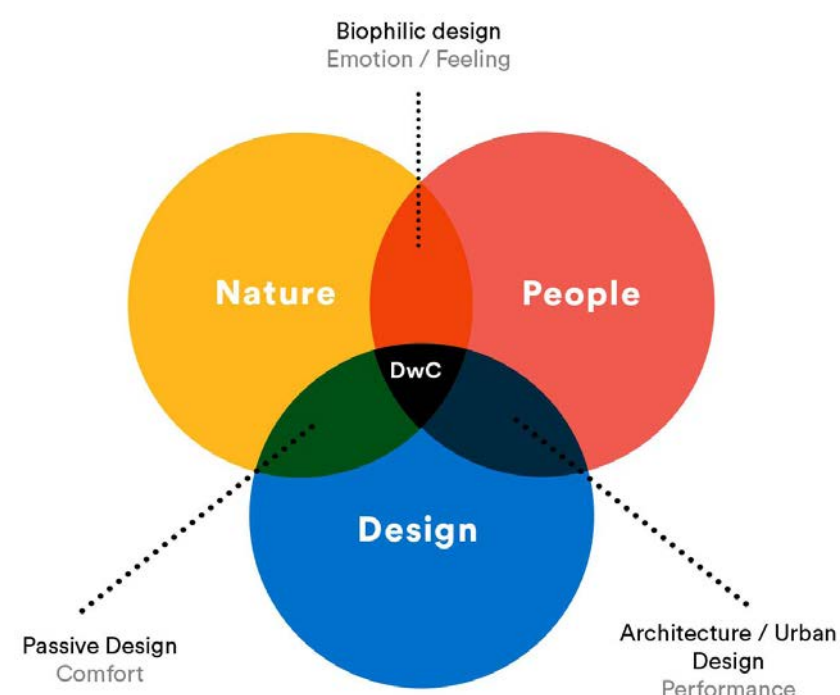 Biophilic design
Emotion / Feeling
Nature
People
DwC
Design
Passive Design
Comfort
Architecture / Urban
Design
Performance